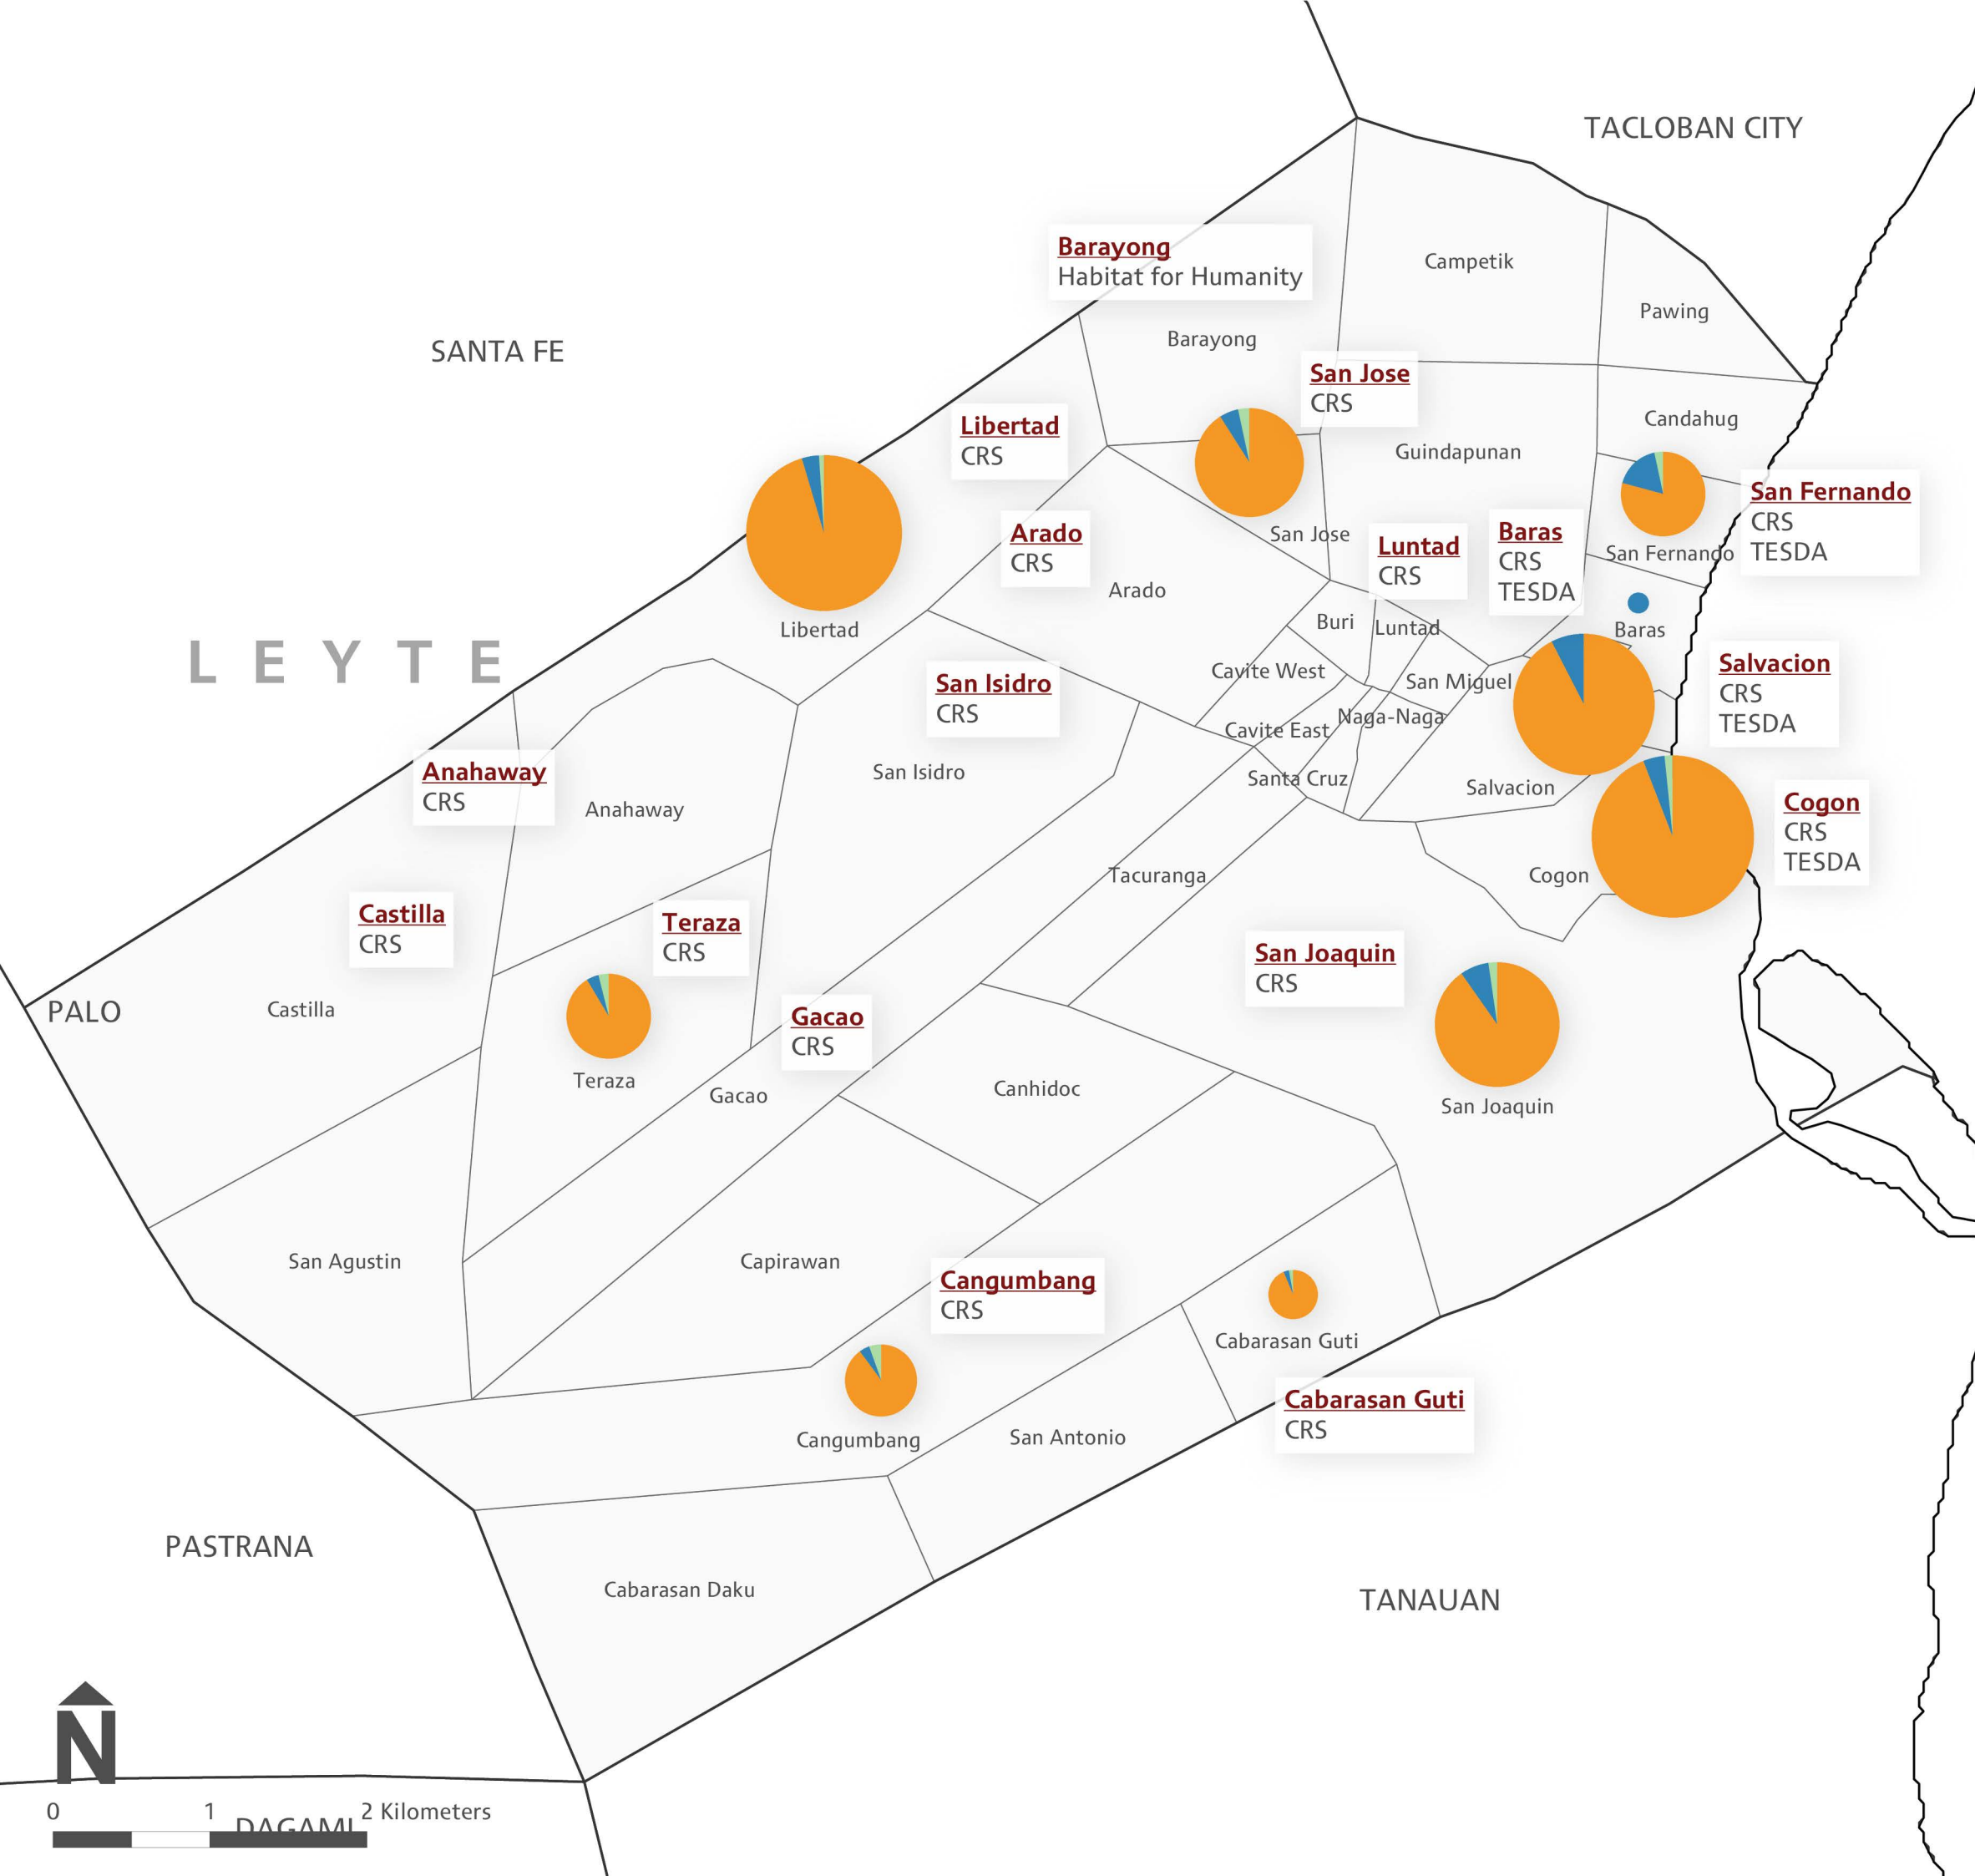 TACLOBAN CITY
Barayong
Habitat for Humanity
Campetik
Pawing
Barayong
SANTA FE
San Jose
CRS
Candahug
Libertad
CRS
Guindapunan
San Fernando
CRS
TESDA
Arado
CRS
San Jose
Luntad
CRS
Baras
CRS
TESDA
San Fernando
Arado
Libertad
Buri
Luntad
Baras
LEYTE
Cavite West
San Miguel
Salvacion
CRS
TESDA
San Isidro
CRS
Naga-Naga
Cavite East
Anahaway
CRS
San Isidro
Santa Cruz
Salvacion
Anahaway
Cogon
CRS
TESDA
Tacuranga
Cogon
Castilla
CRS
Teraza
CRS
San Joaquin
CRS
PALO
Castilla
Gacao
CRS
Teraza
Gacao
Canhidoc
San Joaquin
San Agustin
Capirawan
Cangumbang
CRS
Cabarasan Guti
Cabarasan Guti
CRS
Cangumbang
San Antonio
PASTRANA
Cabarasan Daku
TANAUAN
N
0 1 2 Kilometers
DAGAMI